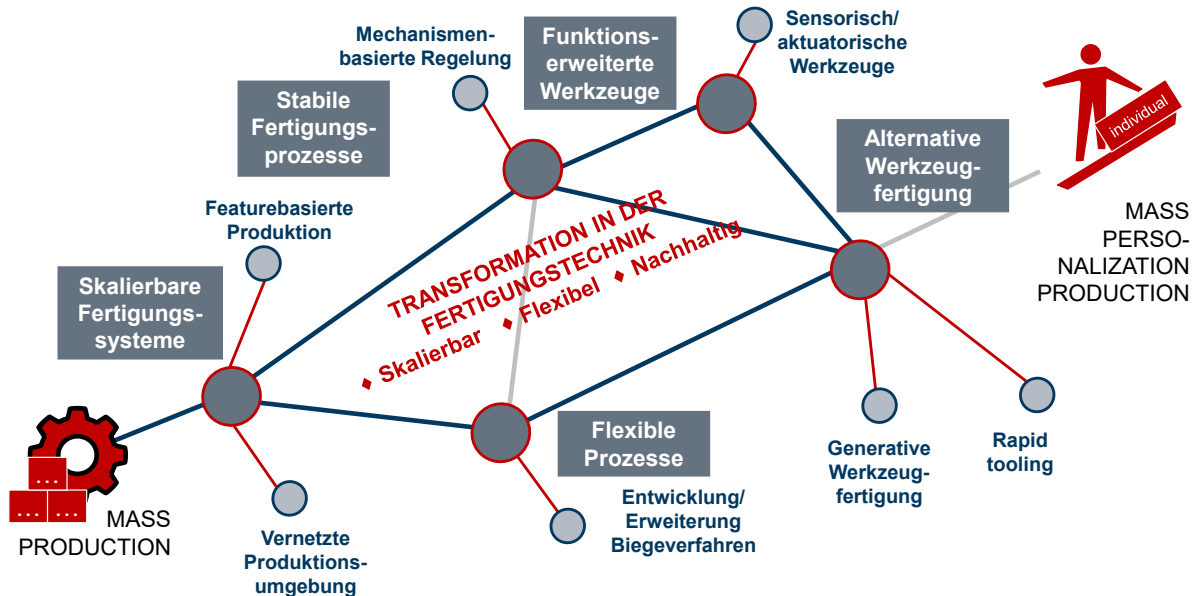 Mechanismen-
basierte Regelung
Funktions-
erweiterte
Werkzeuge
Sensorisch/
aktuatorische
Werkzeuge
Stabile
Fertigungs-
prozesse
individual
Alternative
Werkzeug-
fertigung
MASS
PERSO-
NALIZATION
PRODUCTION
Featurebasierte
Produktion
TRANSFORMATION IN DER
FERTIGUNGSTECHNIK
♦ Skalierbar ♦ Flexibel ♦ Nachhaltig
Skalierbare
Fertigungs-
systeme
Flexible
Prozesse
Generative
Werkzeug-
fertigung
Rapid
tooling
...
... ...
MASS
PRODUCTION
Vernetzte
Produktions-
umgebung
Entwicklung/
Erweiterung
Biegeverfahren